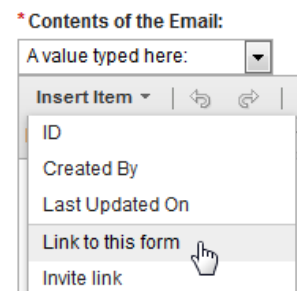 * Contents of the Email:
A value typed here:
Insert Item
ID
Created By
Last Updated On
Link to this form
Invite link